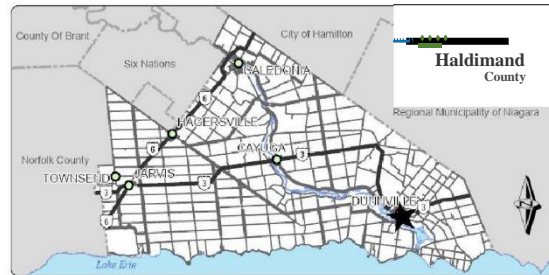 County Of Brant
City of Hamilton
Haldimand
County
Six Nations
CALEDONIA
6
Regional Municipality of Niagara
HAGERSVILLE
6
Norfolk County
CAYUGA
3
TOWNSEND
JARVIS
3
3
DUNNVILLE
3
6
Lake Erie